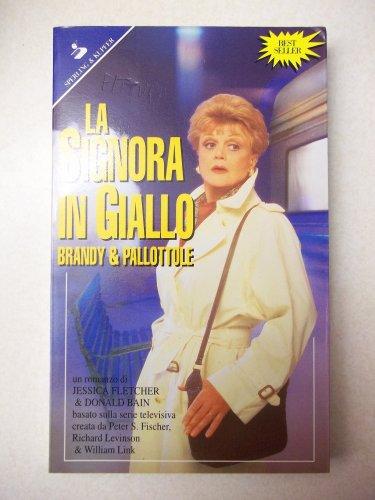 SPERLING & KUPFER
BEST
SELLER
LA
SIGNORA
IN GIALLO
BRANDY & PALLOTTOLE
un romanzo di
JESSICA FLETCHER
& DONALD BAIN
basato sulla serie televisiva
creata da Peter S. Fischer,
Richard Levinson
& William Link